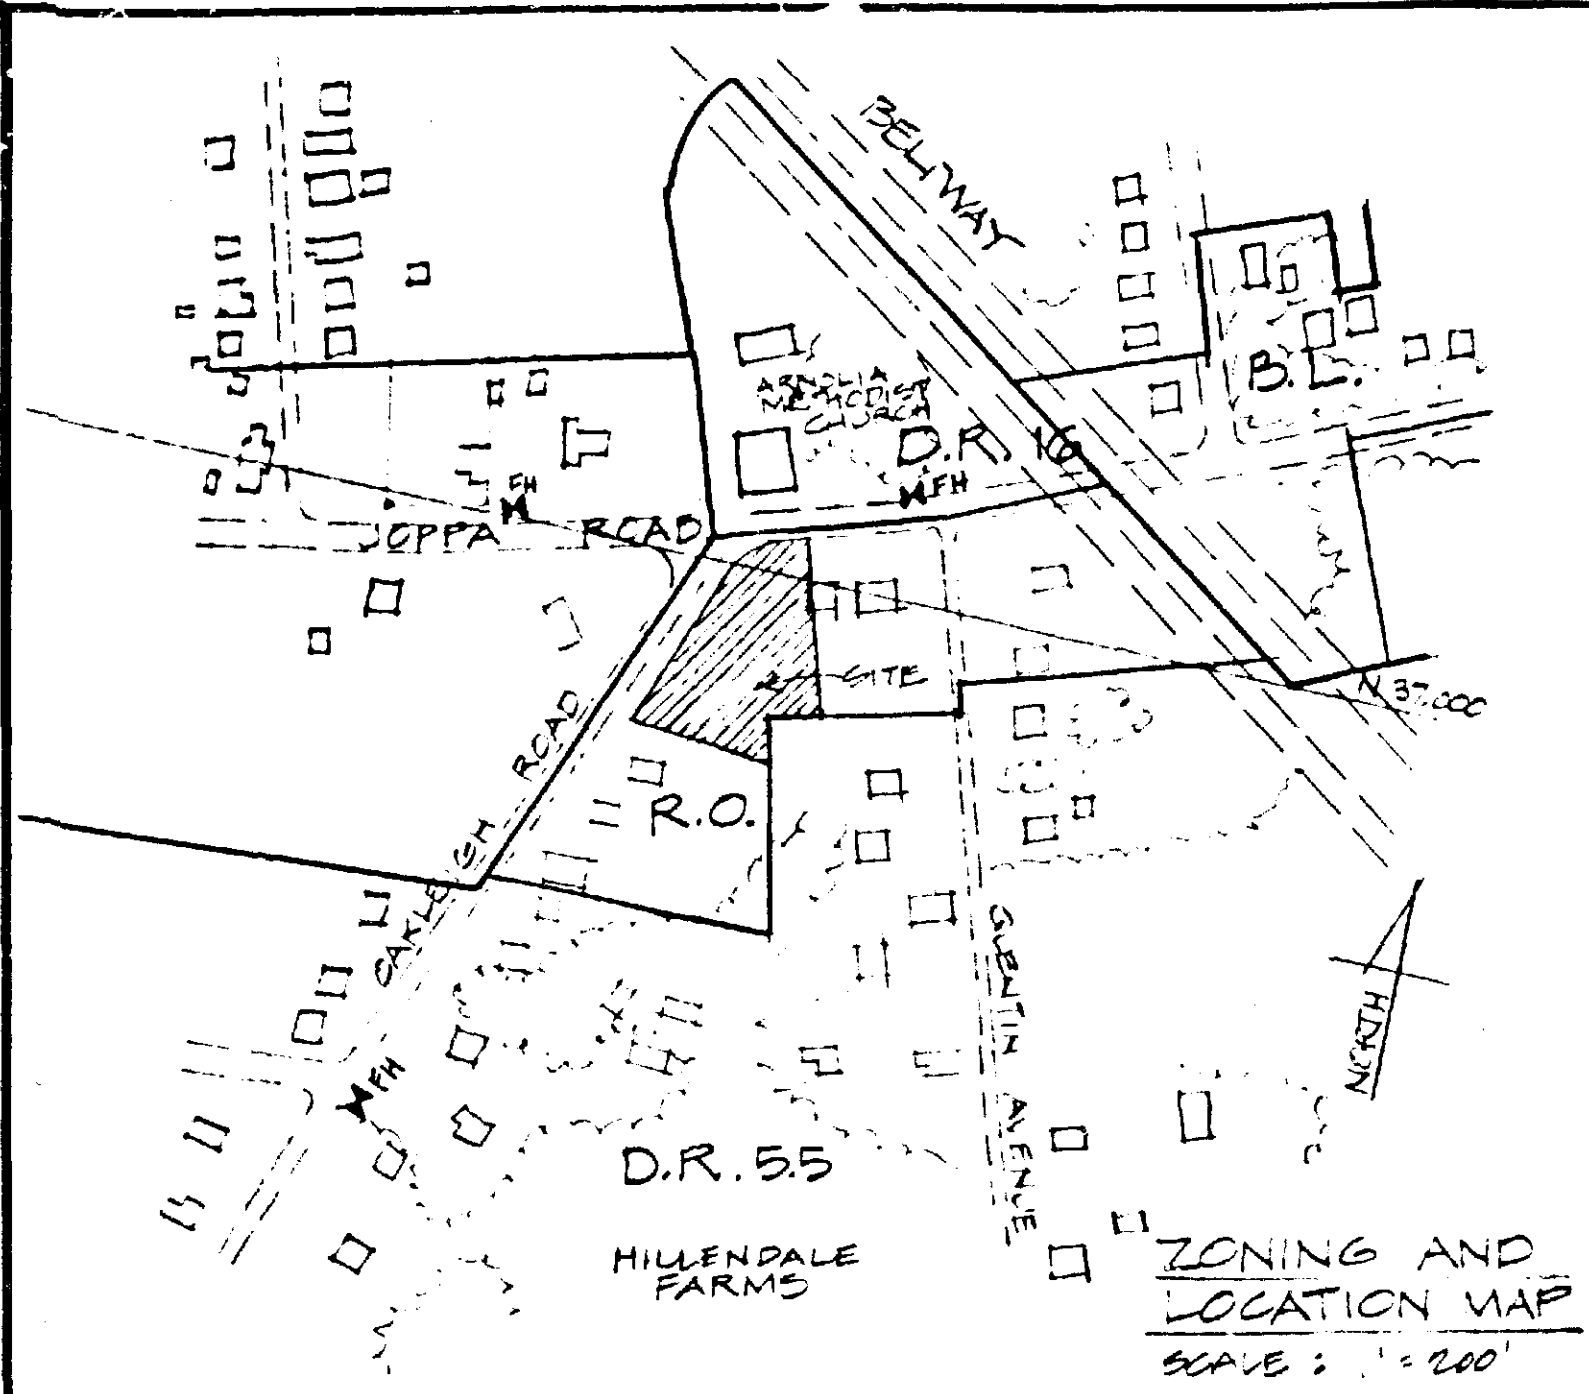 BELTWAY
B.L.
ARNOLIA
METHODIST
CHURCH
D.R. 16
FH
FH
JOPPA ROAD
SITE
N 37,000
OAKLEIGH ROAD
R.O.
GLENTIN AVENUE
NORTH
FH
D.R. 5.5
HILLENDALE
FARMS
ZONING AND
LOCATION MAP
SCALE : 1" = 200'